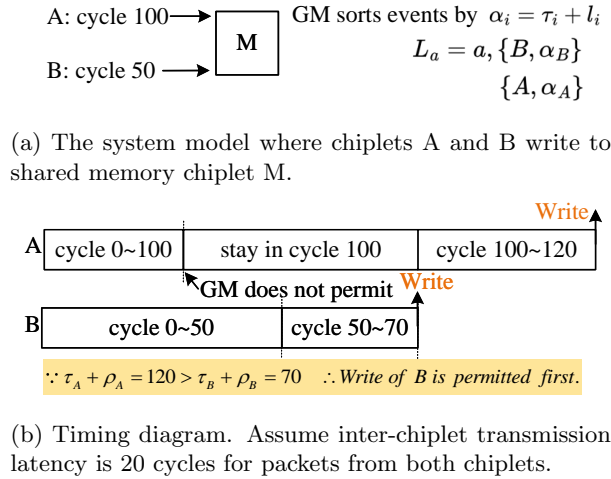 A: cycle 100
B: cycle 50
M
GM sorts events by α_i = τ_i + l_i
L_a = a, {B, α_B}
{A, α_A}
(a) The system model where chiplets A and B write to
shared memory chiplet M.
Write
A
cycle 0~100
stay in cycle 100
cycle 100~120
GM does not permit
Write
B
cycle 0~50
cycle 50~70
∵ τ_A + ρ_A = 120 > τ_B + ρ_B = 70 ∴ Write of B is permitted first.
(b) Timing diagram. Assume inter-chiplet transmission
latency is 20 cycles for packets from both chiplets.